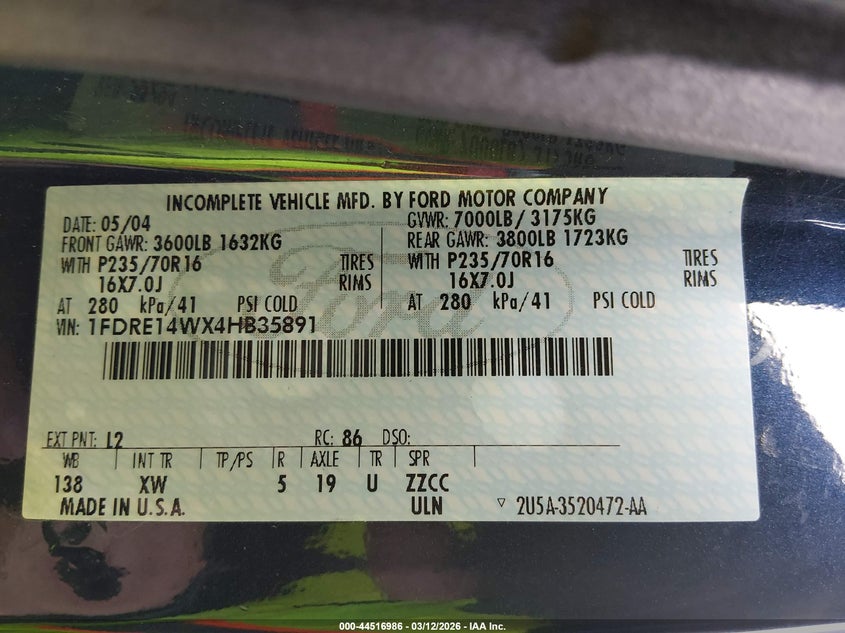 INCOMPLETE VEHICLE MFD. BY FORD MOTOR COMPANY
DATE: 05/04 GVWR: 7000LB/ 3175KG
FRONT GAWR: 3600LB 1632KG REAR GAWR: 3800LB 1723KG
WITH P235/70R16 TIRES WITH P235/70R16 TIRES
16X7.0J RIMS 16X7.0J RIMS
AT 280 kPa/41 PSI COLD AT 280 kPa/41 PSI COLD
VIN: 1FDRE14WX4HB35891
Ford
EXT PNT: L2 RC: 86 DSO:
WB INT TR TP/PS R AXLE TR SPR
138 XW 5 19 U ZZCC
MADE IN U.S.A. ULN ▽ 2U5A-3520472-AA
000-44516986 - 03/12/2026 - IAA Inc.